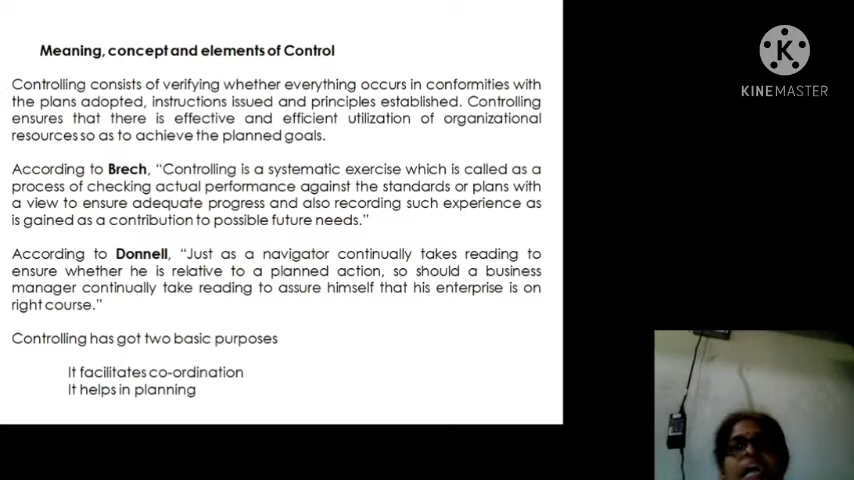 Meaning, concept and elements of Control
Controlling consists of verifying whether everything occurs in conformities with
the plans adopted, instructions issued and principles established. Controlling
ensures that there is effective and efficient utilization of organizational
resources so as to achieve the planned goals.
According to Brech, “Controlling is a systematic exercise which is called as a
process of checking actual performance against the standards or plans with
a view to ensure adequate progress and also recording such experience as
is gained as a contribution to possible future needs.”
According to Donnell, “Just as a navigator continually takes reading to
ensure whether he is relative to a planned action, so should a business
manager continually take reading to assure himself that his enterprise is on
right course.”
Controlling has got two basic purposes
It facilitates co-ordination
It helps in planning
K
KINEMASTER